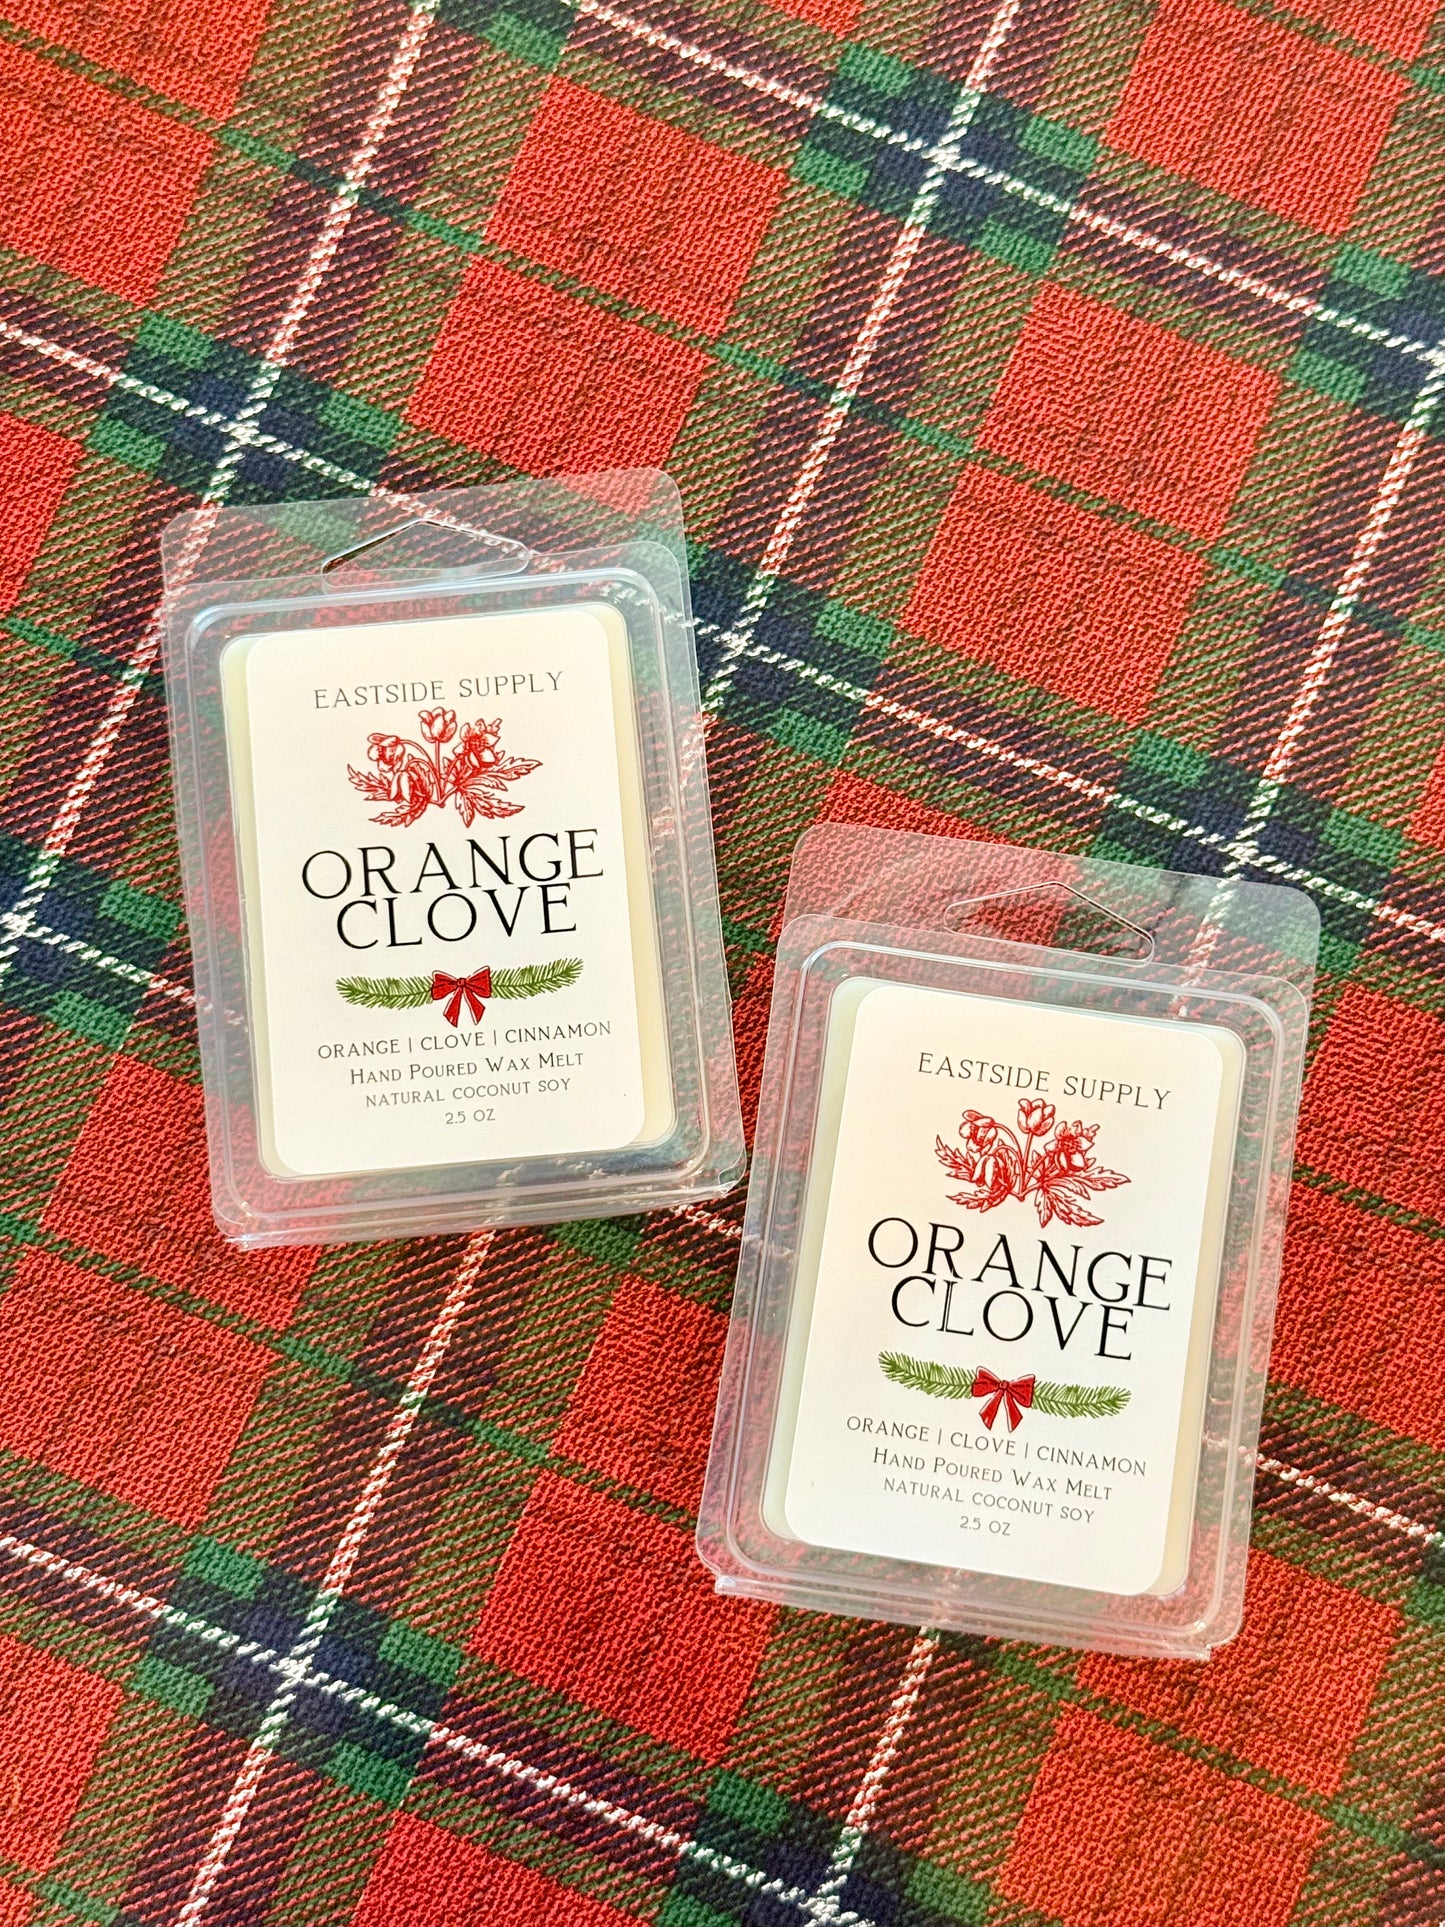 EASTSIDE SUPPLY
ORANGE
CLOVE
ORANGE | CLOVE | CINNAMON
Hand Poured Wax Melt
NATURAL COCONUT SOY
2.5 OZ
EASTSIDE SUPPLY
ORANGE
CLOVE
ORANGE | CLOVE | CINNAMON
Hand Poured Wax Melt
NATURAL COCONUT SOY
2.5 OZ